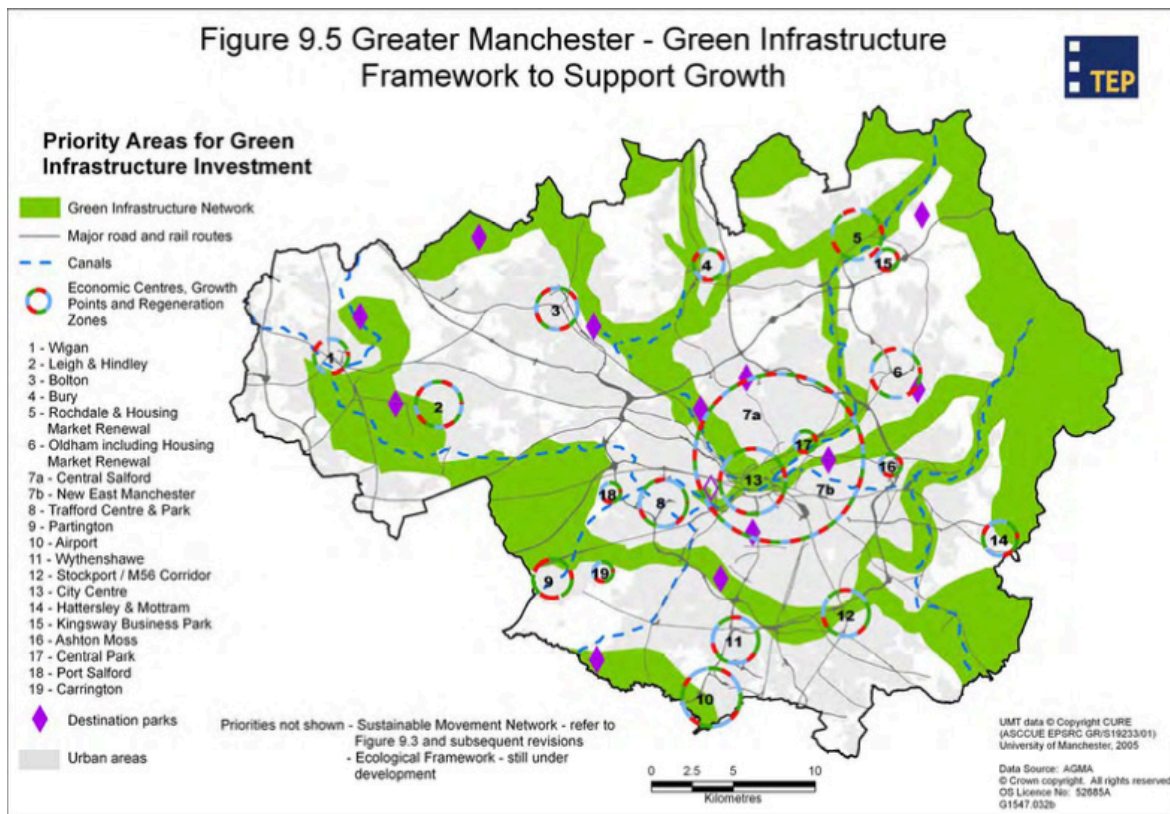 Figure 9.5 Greater Manchester - Green Infrastructure
Framework to Support Growth
TEP
Priority Areas for Green
Infrastructure Investment
Green Infrastructure Network
Major road and rail routes
Canals
Economic Centres, Growth
Points and Regeneration
Zones
1 - Wigan
2 - Leigh & Hindley
3 - Bolton
4 - Bury
5 - Rochdale & Housing
Market Renewal
6 - Oldham including Housing
Market Renewal
7a - Central Salford
7b - New East Manchester
8 - Trafford Centre & Park
9 - Partington
10 - Airport
11 - Wythenshawe
12 - Stockport / M56 Corridor
13 - City Centre
14 - Hattersley & Mottram
15 - Kingsway Business Park
16 - Ashton Moss
17 - Central Park
18 - Port Salford
19 - Carrington
Destination parks
Urban areas
5
15
4
3
1
6
2
7a
17
16
13
7b
18
8
14
19
9
12
11
10
Priorities not shown - Sustainable Movement Network - refer to
Figure 9.3 and subsequent revisions
- Ecological Framework - still under
development
0 2.5 5 10
Kilometres
UMT data © Copyright CURE
(ASCCUE EPSRC GR/S19233/01)
University of Manchester, 2005
Data Source: AGMA
© Crown copyright. All rights reserved
OS Licence No: 52685A
G1547.032b